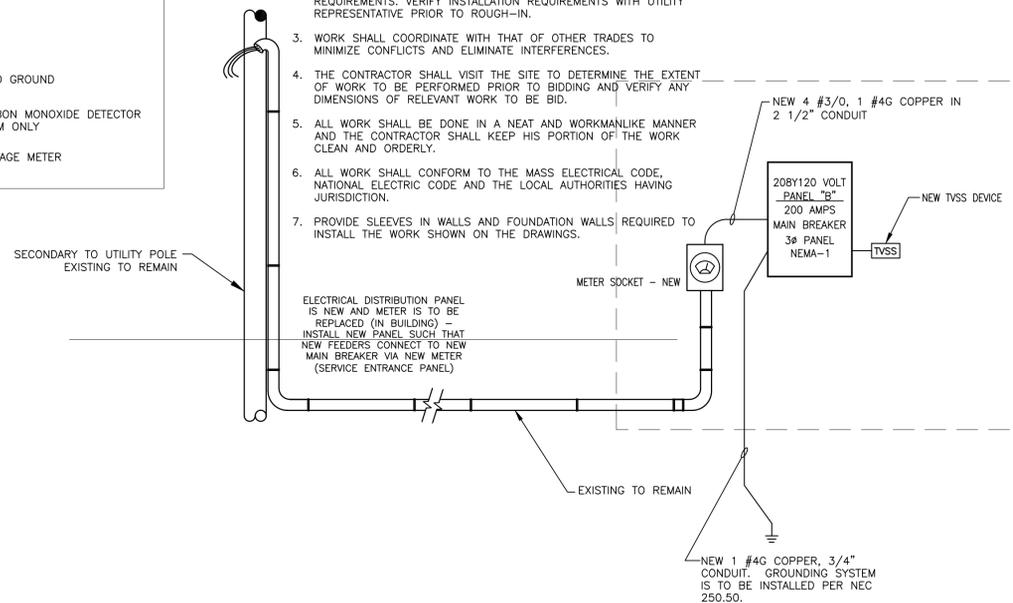 REQUIREMENTS. VERIFY INSTALLATION REQUIREMENTS WITH UTILITY
REPRESENTATIVE PRIOR TO ROUGH-IN.
3. WORK SHALL COORDINATE WITH THAT OF OTHER TRADES TO
MINIMIZE CONFLICTS AND ELIMINATE INTERFERENCES.
4. THE CONTRACTOR SHALL VISIT THE SITE TO DETERMINE THE EXTENT
OF WORK TO BE PERFORMED PRIOR TO BIDDING AND VERIFY ANY
DIMENSIONS OF RELEVANT WORK TO BE BID.
5. ALL WORK SHALL BE DONE IN A NEAT AND WORKMANLIKE MANNER
AND THE CONTRACTOR SHALL KEEP HIS PORTION OF THE WORK
CLEAN AND ORDERLY.
6. ALL WORK SHALL CONFORM TO THE MASS ELECTRICAL CODE,
NATIONAL ELECTRIC CODE AND THE LOCAL AUTHORITIES HAVING
JURISDICTION.
7. PROVIDE SLEEVES IN WALLS AND FOUNDATION WALLS REQUIRED TO
INSTALL THE WORK SHOWN ON THE DRAWINGS.
GROUND
MONOXIDE DETECTOR
ONLY
METER
SECONDARY TO UTILITY POLE
EXISTING TO REMAIN
ELECTRICAL DISTRIBUTION PANEL
IS NEW AND METER IS TO BE
REPLACED (IN BUILDING) -
INSTALL NEW PANEL SUCH THAT
NEW FEEDERS CONNECT TO NEW
MAIN BREAKER VIA NEW METER
(SERVICE ENTRANCE PANEL)
METER SOCKET - NEW
NEW 4 #3/0, 1 #4G COPPER IN
2 1/2" CONDUIT
208Y120 VOLT
PANEL "B"
200 AMPS
MAIN BREAKER
3ø PANEL
NEMA-1
NEW TVSS DEVICE
TVSS
EXISTING TO REMAIN
NEW 1 #4G COPPER, 3/4"
CONDUIT. GROUNDING SYSTEM
IS TO BE INSTALLED PER NEC
250.50.